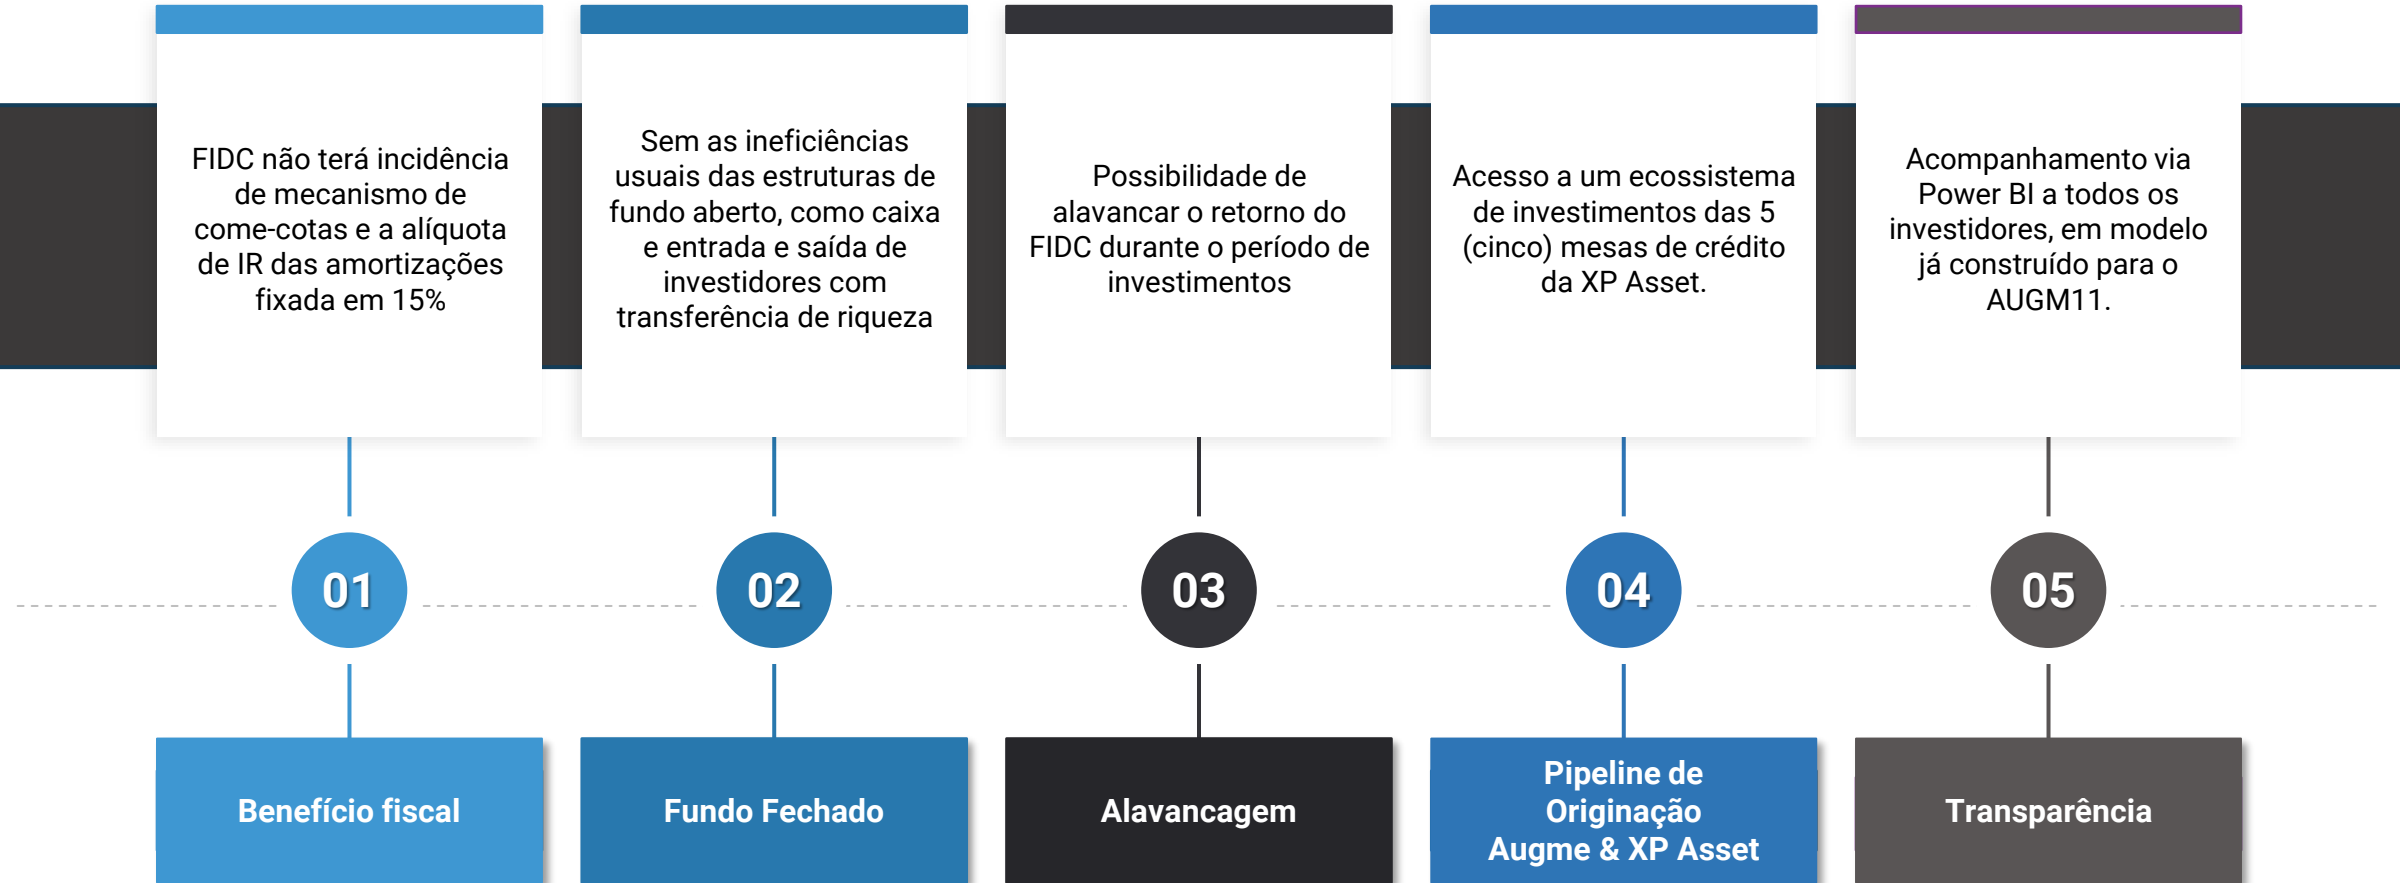 FIDC não terá incidência
de mecanismo de
come-cotas e a alíquota
de IR das amortizações
fixada em 15%
Sem as ineficiências
usuais das estruturas de
fundo aberto, como caixa
e entrada e saída de
investidores com
transferência de riqueza
Possibilidade de
alavancar o retorno do
FIDC durante o período de
investimentos
Acesso a um ecossistema
de investimentos das 5
(cinco) mesas de crédito
da XP Asset.
Acompanhamento via
Power BI a todos os
investidores, em modelo
já construído para o
AUGM11.
01
02
03
04
05
Benefício fiscal
Fundo Fechado
Alavancagem
Pipeline de
Originação
Augme & XP Asset
Transparência